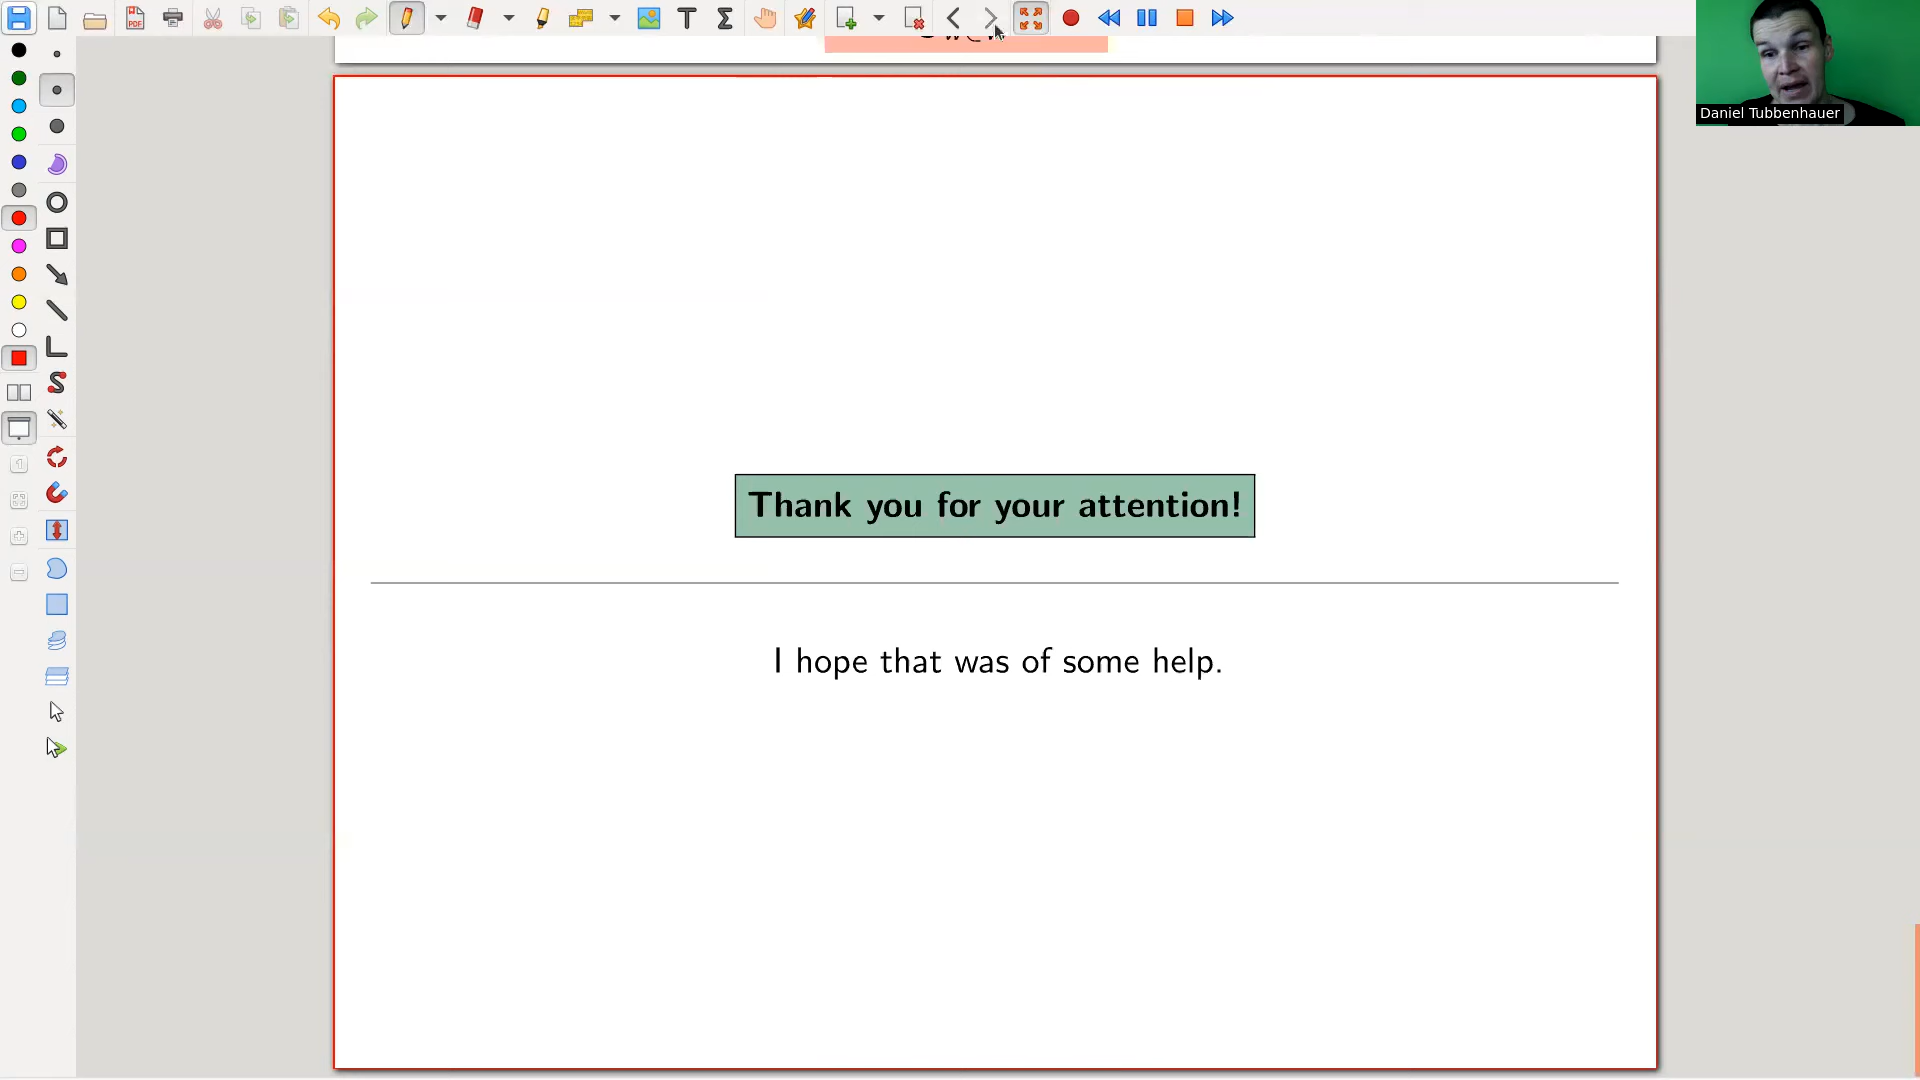 Daniel Tubbenhauer
Thank you for your attention!
I hope that was of some help.